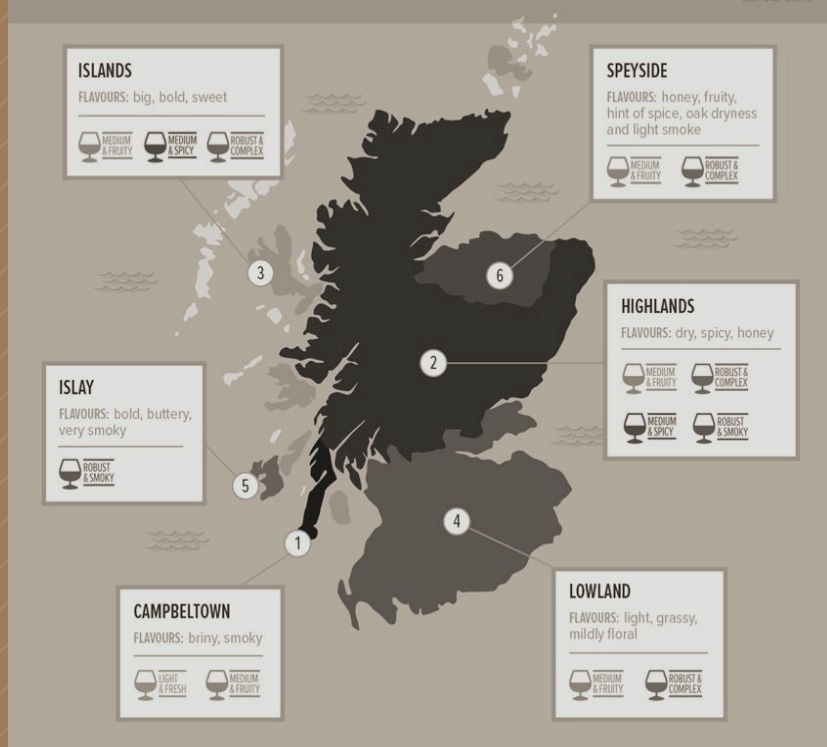 ISLANDS
FLAVOURS: big, bold, sweet
MEDIUM
& FRUITY
MEDIUM
& SPICY
ROBUST &
COMPLEX
SPEYSIDE
FLAVOURS: honey, fruity,
hint of spice, oak dryness
and light smoke
MEDIUM
& FRUITY
ROBUST &
COMPLEX
3
6
HIGHLANDS
FLAVOURS: dry, spicy, honey
MEDIUM
& FRUITY
ROBUST &
COMPLEX
MEDIUM
& SPICY
ROBUST
& SMOKY
2
ISLAY
FLAVOURS: bold, buttery,
very smoky
ROBUST
& SMOKY
5
4
1
CAMPBELTOWN
FLAVOURS: briny, smoky
LIGHT
& FRESH
MEDIUM
& FRUITY
LOWLAND
FLAVOURS: light, grassy,
mildly floral
MEDIUM
& FRUITY
ROBUST &
COMPLEX